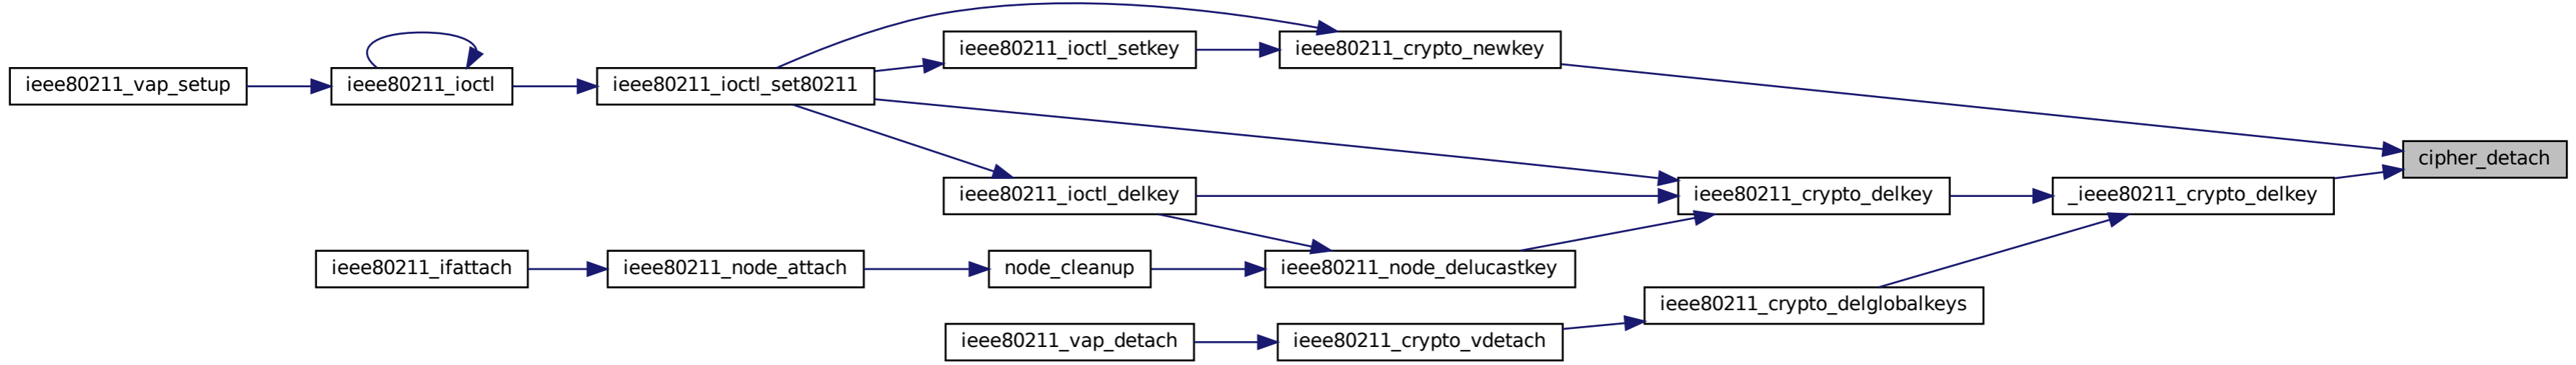 ieee80211_vap_setup
ieee80211_ioctl
ieee80211_ioctl_set80211
ieee80211_ioctl_setkey
ieee80211_crypto_newkey
cipher_detach
ieee80211_ioctl_delkey
ieee80211_crypto_delkey
_ieee80211_crypto_delkey
ieee80211_ifattach
ieee80211_node_attach
node_cleanup
ieee80211_node_delucastkey
ieee80211_crypto_delglobalkeys
ieee80211_vap_detach
ieee80211_crypto_vdetach